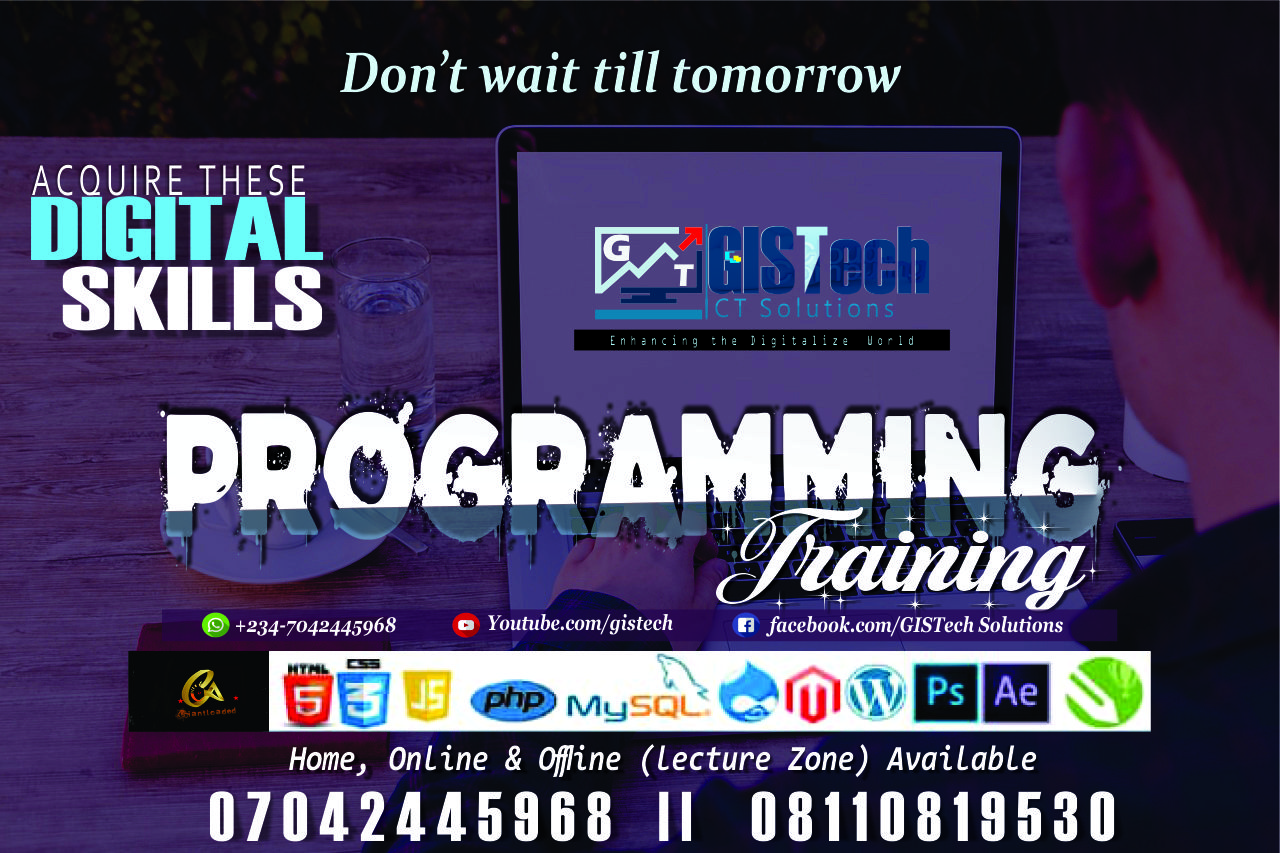 Don't wait till tomorrow
ACQUIRE THESE
DIGITAL
SKILLS
G T
GISTech
CT Solutions
Enhancing the Digitalize World
PROGRAMMING
Training
+234-7042445968
Youtube.com/gistech
facebook.com/GISTech Solutions
HTML 5 CSS 3 JS php MySQL Ps Ae
Home, Online & Offline (lecture Zone) Available
07042445968 || 08110819530